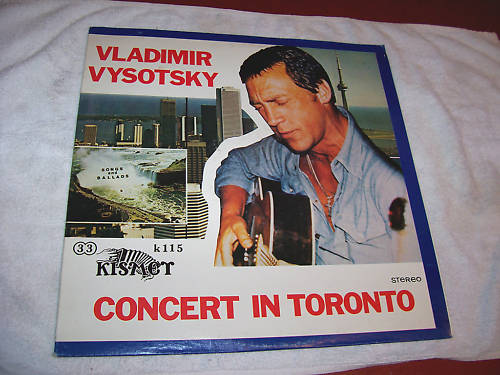 VLADIMIR
VYSOTSKY
SONGS
AND
BALLADS
33
k115
KISMET
STEREO
CONCERT IN TORONTO